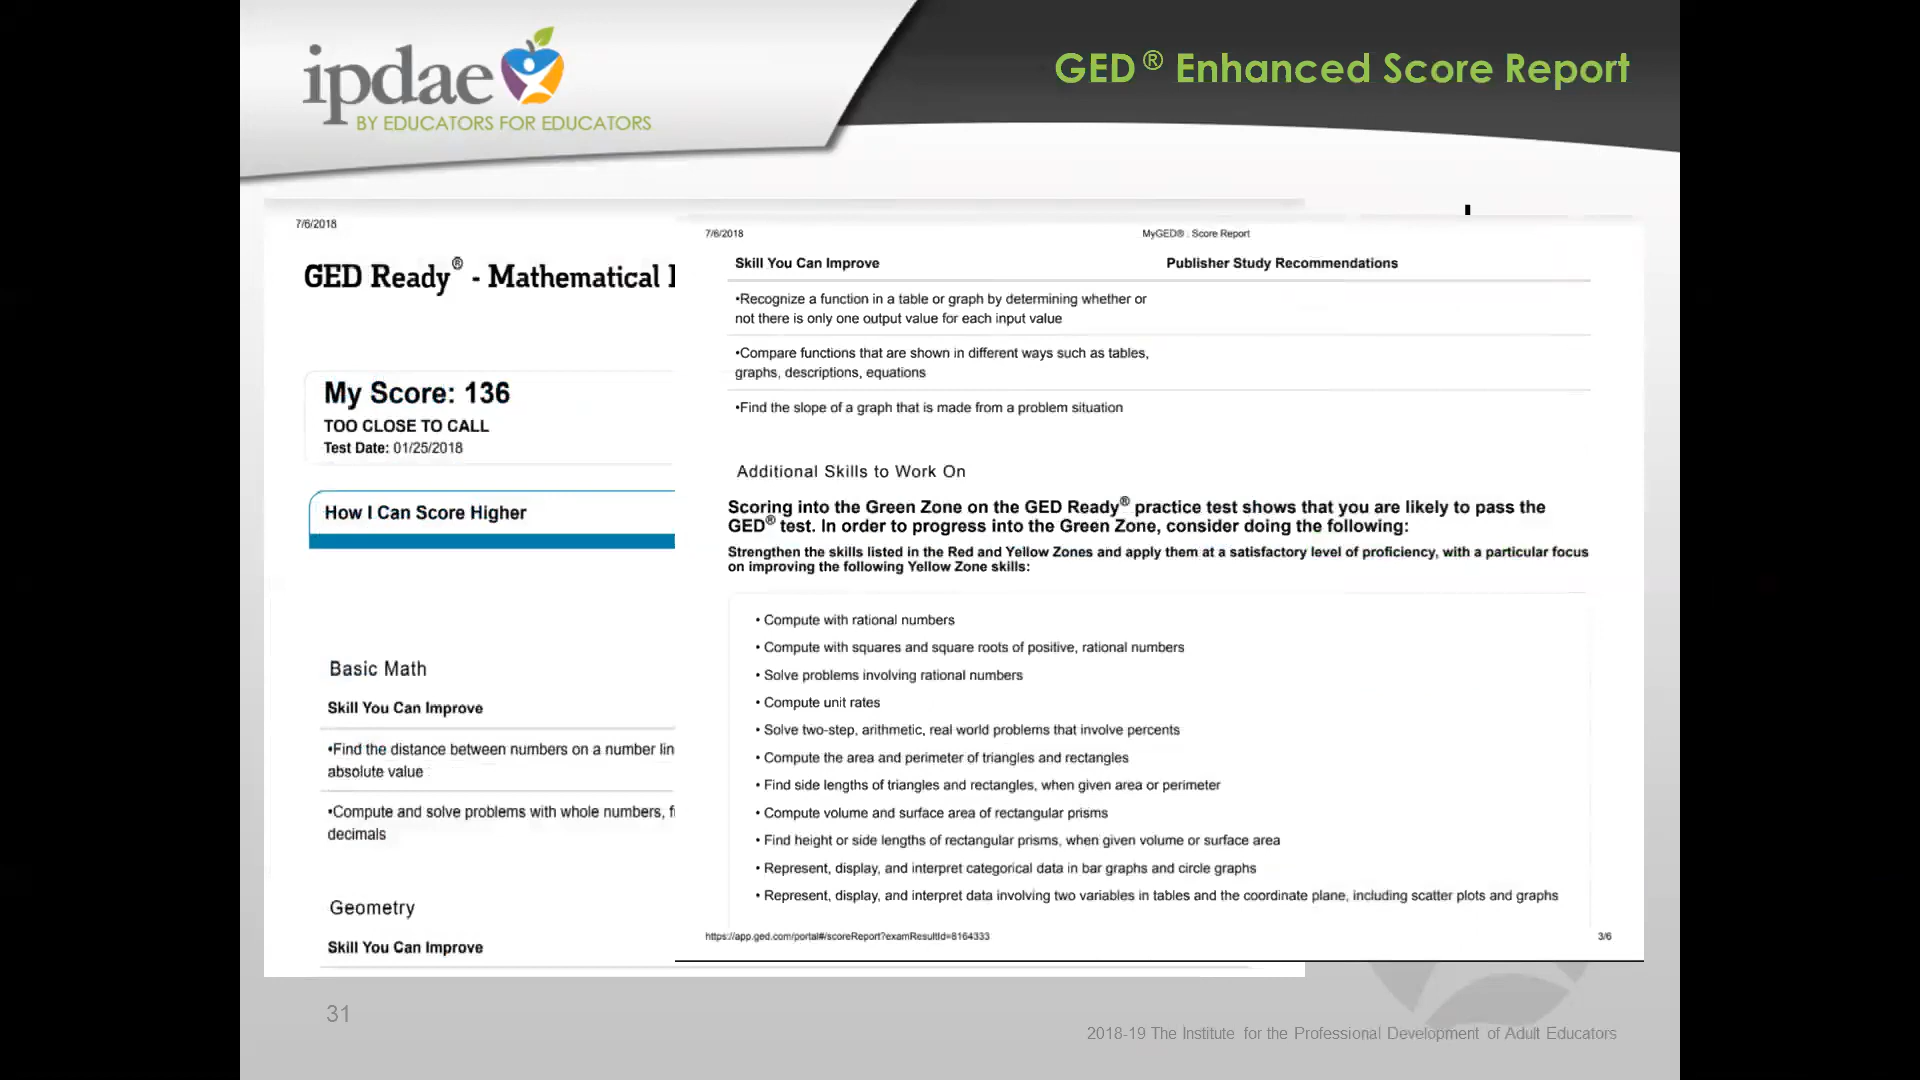 ipdae
BY EDUCATORS FOR EDUCATORS
GED® Enhanced Score Report
7/6/2018
GED Ready® - Mathematical
My Score: 136
TOO CLOSE TO CALL
Test Date: 01/25/2018
How I Can Score Higher
Basic Math
Skill You Can Improve
•Find the distance between numbers on a number lin
absolute value
•Compute and solve problems with whole numbers, f
decimals
Geometry
Skill You Can Improve
7/6/2018
MyGED® : Score Report
Skill You Can Improve
Publisher Study Recommendations
•Recognize a function in a table or graph by determining whether or
not there is only one output value for each input value
•Compare functions that are shown in different ways such as tables,
graphs, descriptions, equations
•Find the slope of a graph that is made from a problem situation
Additional Skills to Work On
Scoring into the Green Zone on the GED Ready® practice test shows that you are likely to pass the
GED® test. In order to progress into the Green Zone, consider doing the following:
Strengthen the skills listed in the Red and Yellow Zones and apply them at a satisfactory level of proficiency, with a particular focus
on improving the following Yellow Zone skills:
• Compute with rational numbers
• Compute with squares and square roots of positive, rational numbers
• Solve problems involving rational numbers
• Compute unit rates
• Solve two-step, arithmetic, real world problems that involve percents
• Compute the area and perimeter of triangles and rectangles
• Find side lengths of triangles and rectangles, when given area or perimeter
• Compute volume and surface area of rectangular prisms
• Find height or side lengths of rectangular prisms, when given volume or surface area
• Represent, display, and interpret categorical data in bar graphs and circle graphs
• Represent, display, and interpret data involving two variables in tables and the coordinate plane, including scatter plots and graphs
https://app.ged.com/portal#/scoreReport?examResultId=8164333
3/6
31
2018-19 The Institute for the Professional Development of Adult Educators